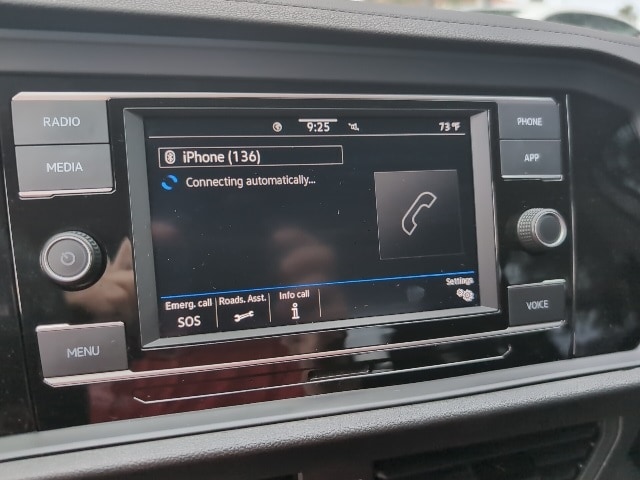 RADIO
MEDIA
MENU
9:25
73 °F
iPhone (136)
Connecting automatically...
Settings
Emerg. call
SOS
Roads. Asst.
Info call
i
PHONE
APP
VOICE